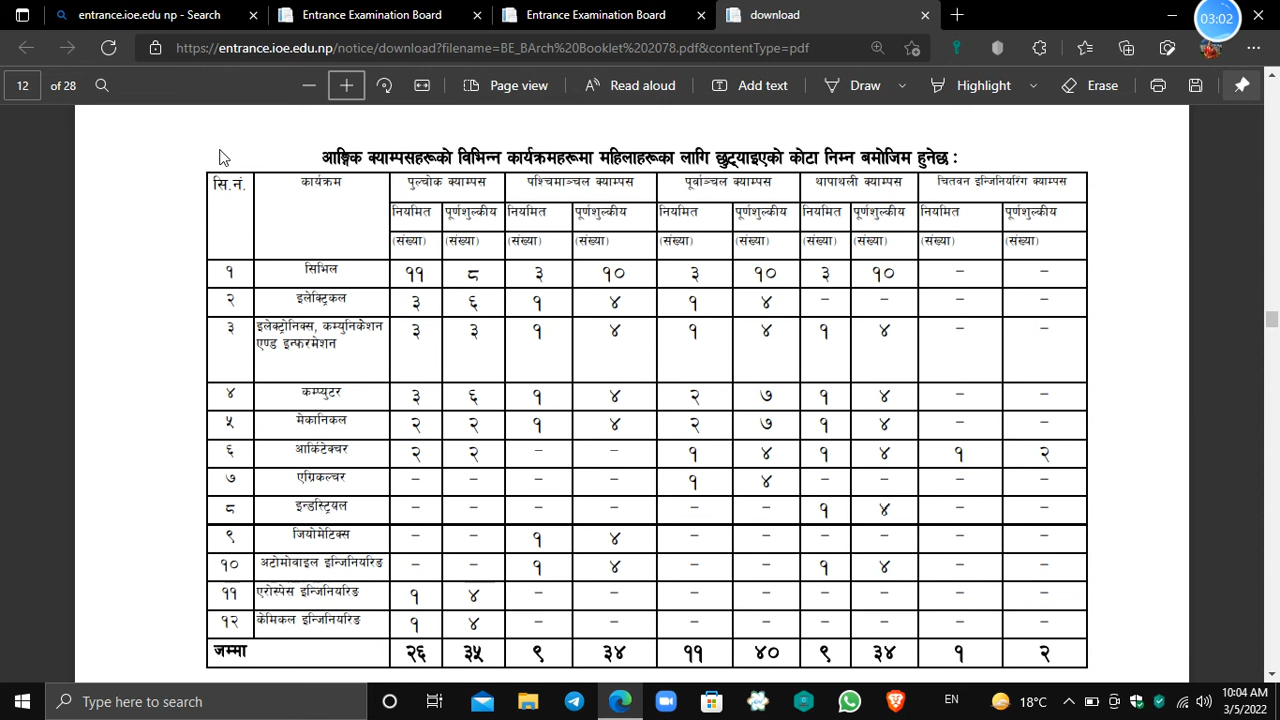 entrance.ioe.edu np - Search
Entrance Examination Board
Entrance Examination Board
download
03:02
https://entrance.ioe.edu.np/notice/download?filename=BE_BArch%20Booklet%202078.pdf&contentType=pdf
12 of 28 Page view Read aloud Add text Draw Highlight Erase
आङ्गिक क्याम्पसहरूको विभिन्न कार्यक्रमहरूमा महिलाहरूका लागि छुट्याइएको कोटा निम्न बमोजिम हुनेछ :
सि.नं. कार्यक्रम पुल्चोक क्याम्पस पश्चिमाञ्चल क्याम्पस पूर्वाञ्चल क्याम्पस थापाथली क्याम्पस चितवन इन्जिनियरिंग क्याम्पस
नियमित पूर्णशुल्कीय नियमित पूर्णशुल्कीय नियमित पूर्णशुल्कीय नियमित पूर्णशुल्कीय नियमित पूर्णशुल्कीय
(संख्या) (संख्या) (संख्या) (संख्या) (संख्या) (संख्या) (संख्या) (संख्या) (संख्या) (संख्या)
१ सिभिल ११ ८ ३ १० ३ १० ३ १० – –
२ इलेक्ट्रिकल ३ ६ १ ४ १ ४ – – – –
३ इलेक्ट्रोनिक्स, कम्युनिकेशन एण्ड इन्फरमेशन ३ ३ १ ४ १ ४ १ ४ – –
४ कम्प्युटर ३ ६ १ ४ २ ७ १ ४ – –
५ मेकानिकल २ २ १ ४ २ ७ १ ४ – –
६ आर्किटेक्चर २ २ – – १ ४ १ ४ १ २
७ एग्रिकल्चर – – – – १ ४ – – – –
८ इन्डस्ट्रियल – – – – – – १ ४ – –
९ जियोमेटिक्स – – १ ४ – – – – – –
१० अटोमोवाइल इन्जिनियरिङ – – १ ४ – – १ ४ – –
११ एरोस्पेस इन्जिनियरिङ १ ४ – – – – – – – –
१२ केमिकल इन्जिनियरिङ १ ४ – – – – – – – –
जम्मा २६ ३५ ९ ३४ ११ ४० ९ ३४ १ २
Type here to search
EN
18°C
10:04 AM
3/5/2022